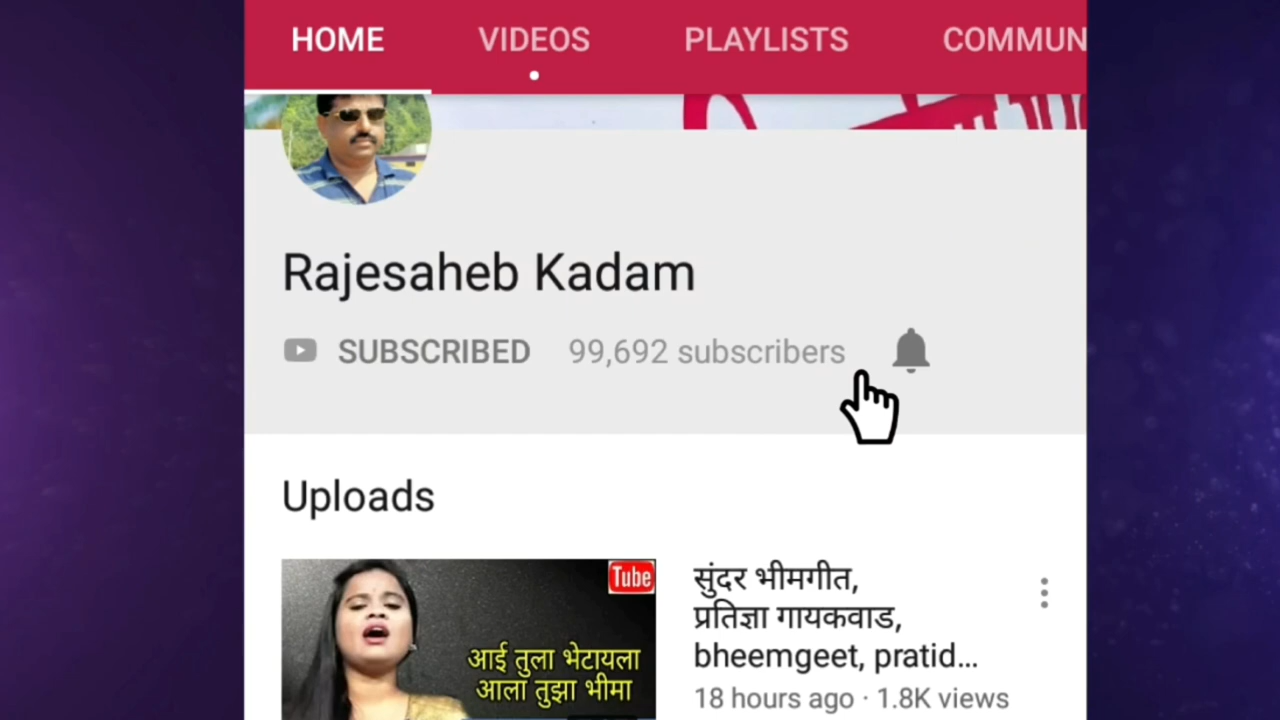 HOME VIDEOS PLAYLISTS COMMUN
Rajesaheb Kadam
SUBSCRIBED 99,692 subscribers
Uploads
Tube
आई तुला भेटायला
आला तुझा भीमा
सुंदर भीमगीत,
प्रतिज्ञा गायकवाड,
bheemgeet, pratid...
18 hours ago · 1.8K views